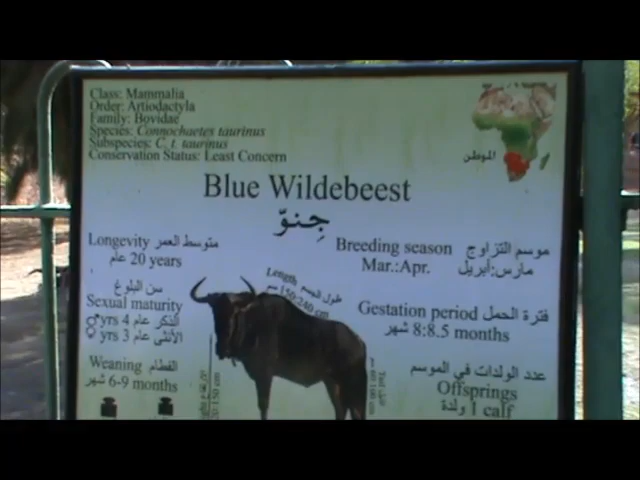 Class: Mammalia
Order: Artiodactyla
Family: Bovidae
Species: Connochaetes taurinus
Subspecies: C. t. taurinus
Conservation Status: Least Concern
الموطن
Blue Wildebeest
جِنوّ
Longevity متوسط العمر
20 years عام
سن البلوغ
Sexual maturity
♂ yrs 4 الذكر عام
♀ yrs 3 الأنثى عام
Weaning الفطام
6-9 months شهر
Length طول الجسم
150:240 cm
Breeding season موسم التزاوج
Mar.:Apr. مارس:أبريل
Gestation period فترة الحمل
8:8.5 months شهر
عدد الولدات في الموسم
Offsprings
1 calf ولدة